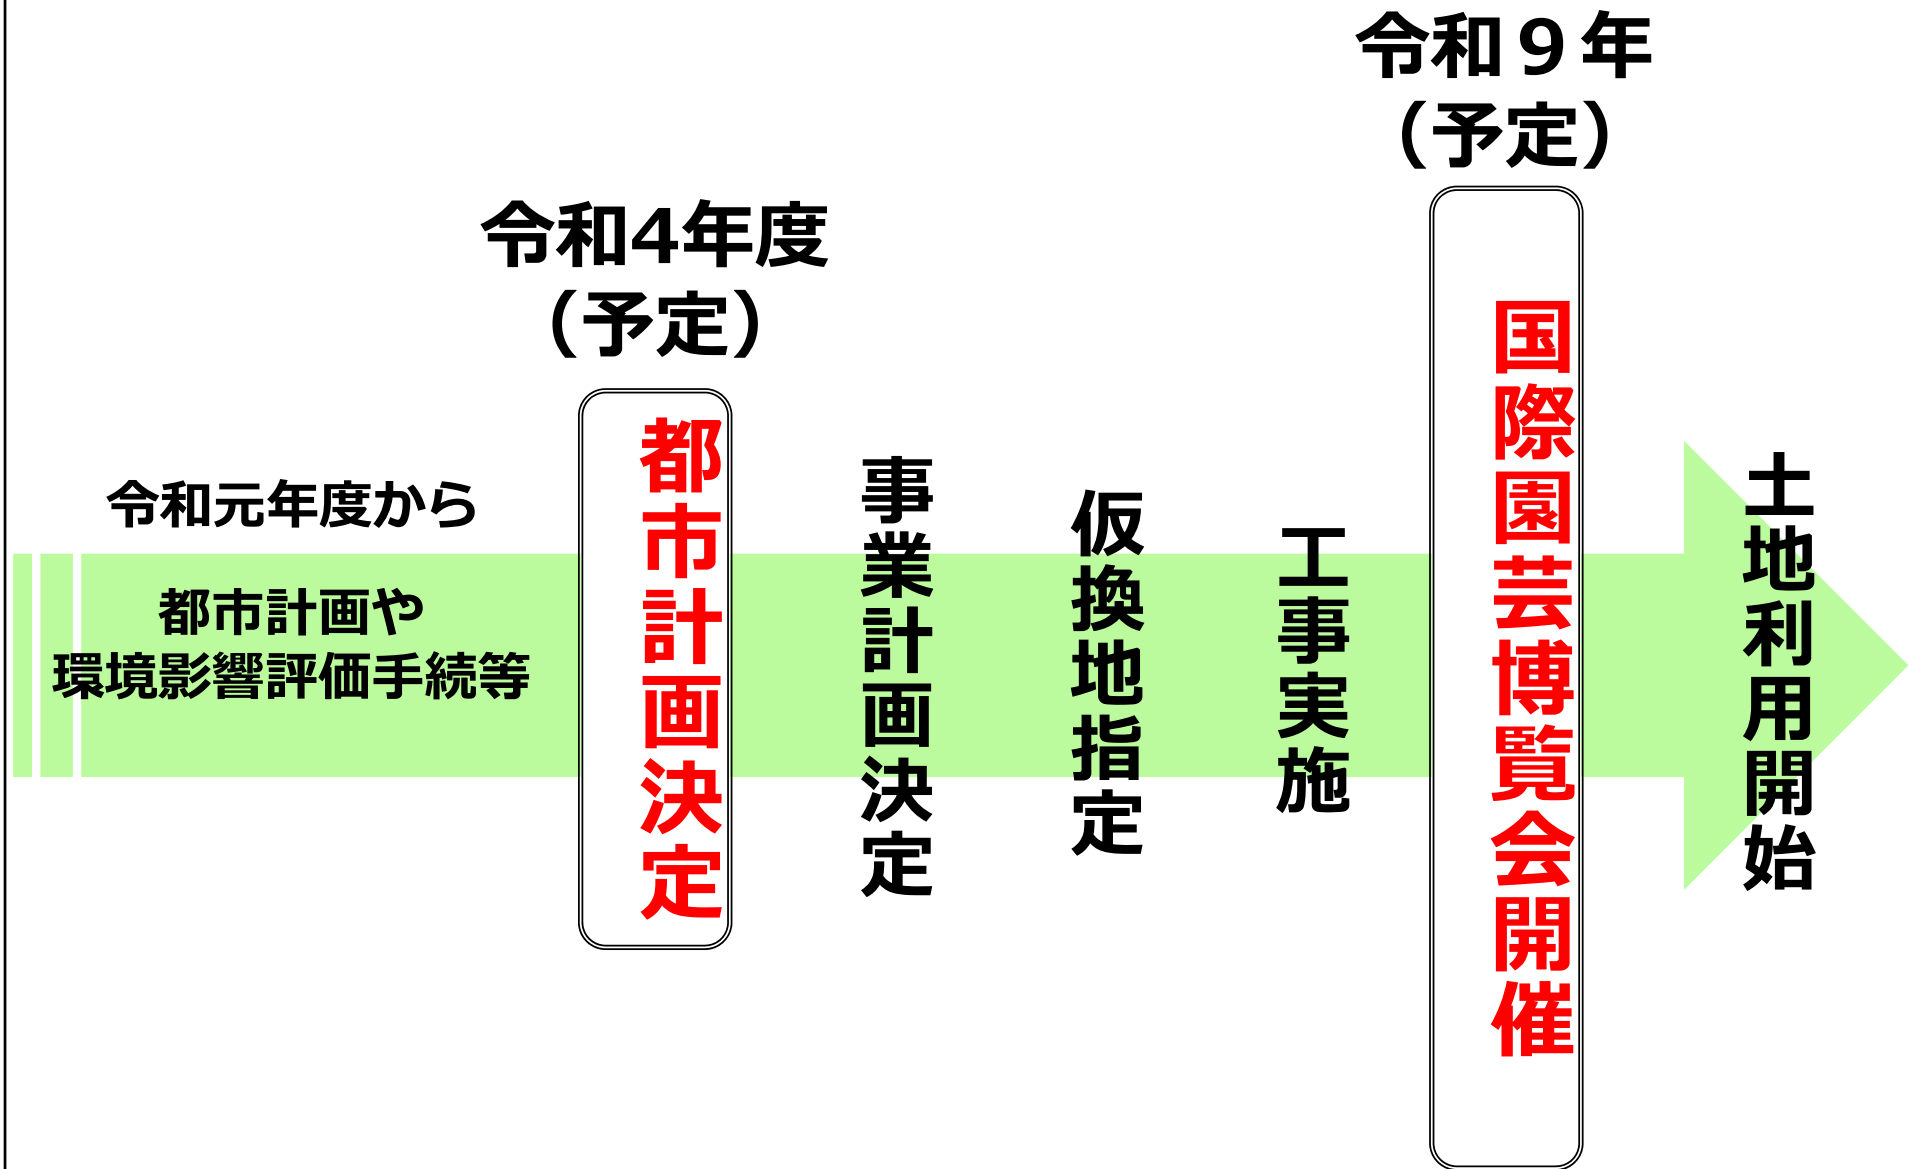 令和元年度から
都市計画や
環境影響評価手続等
令和4年度
（予定）
都市計画決定
事業計画決定
仮換地指定
工事実施
令和９年
（予定）
国際園芸博覧会開催
土地利用開始